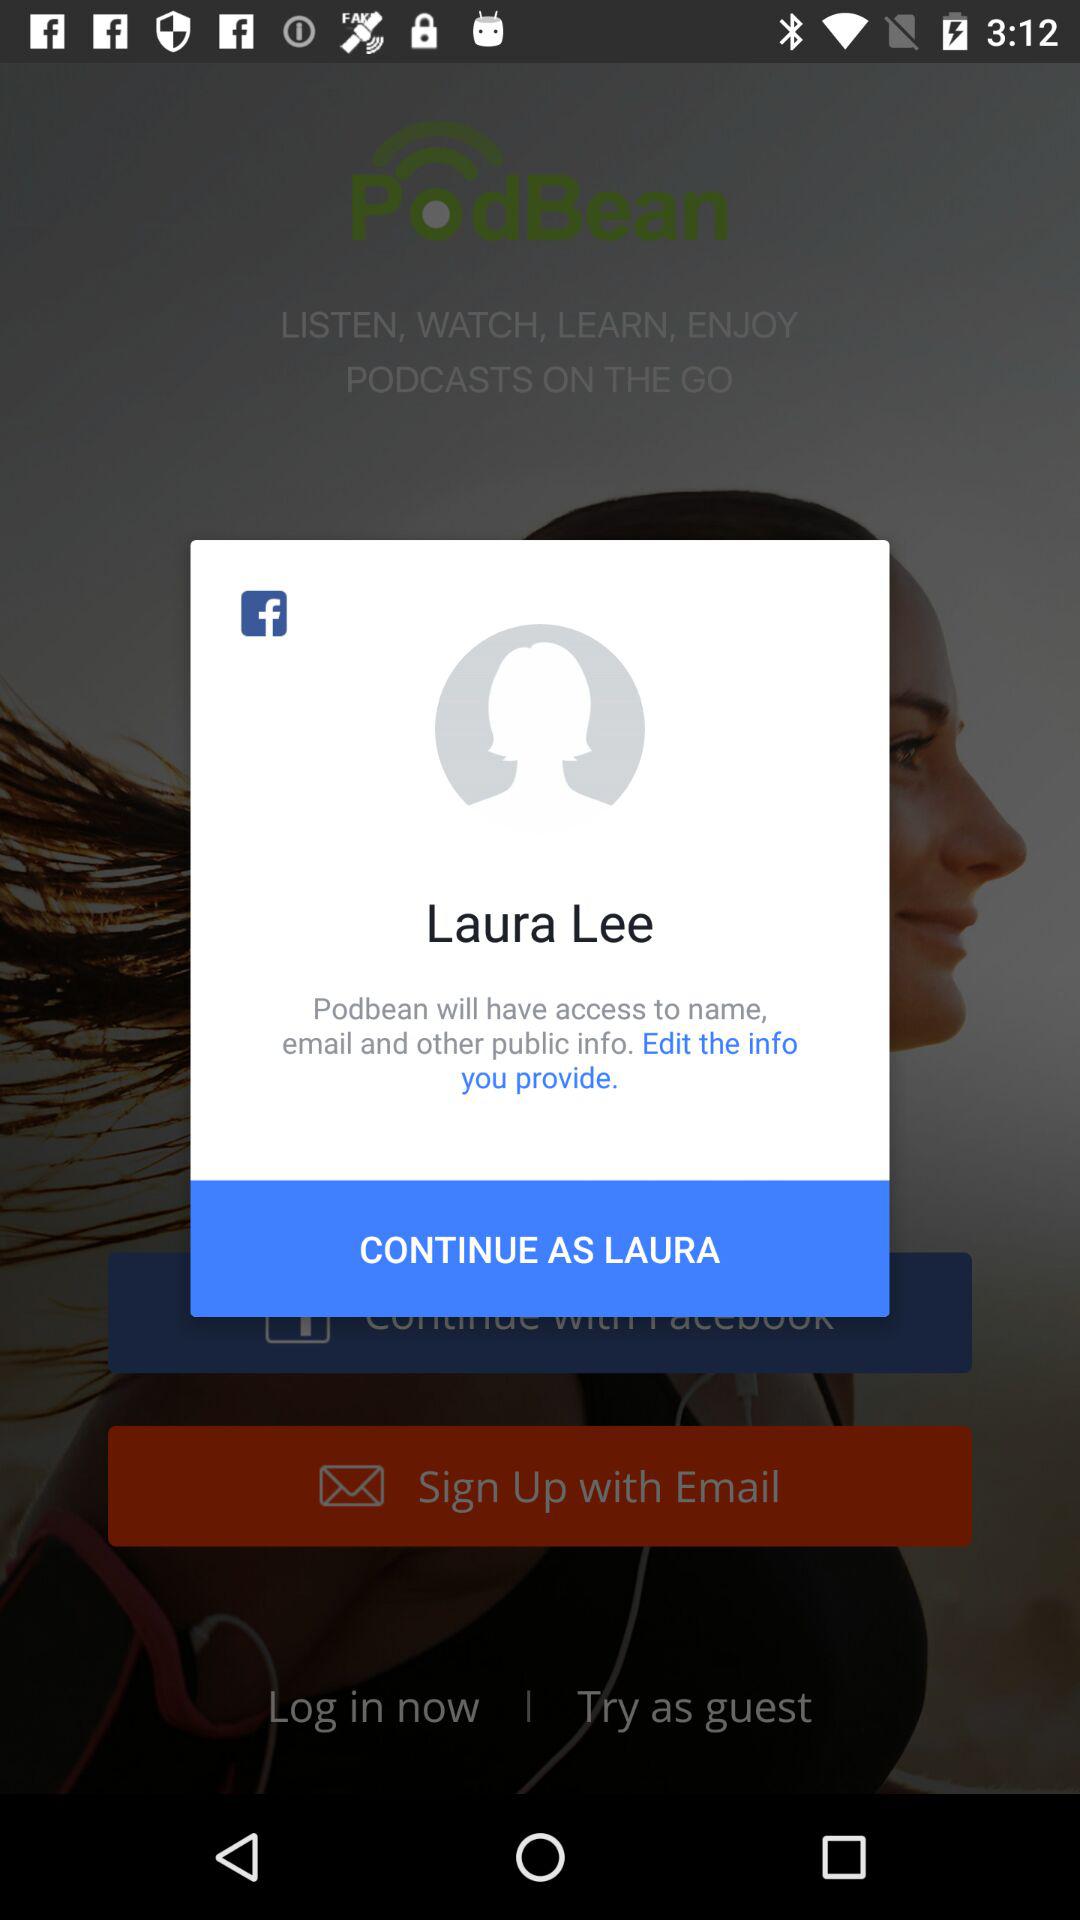 FAKE
3:12
PodBean
LISTEN, WATCH, LEARN, ENJOY
PODCASTS ON THE GO
Laura Lee
Podbean will have access to name,
email and other public info. Edit the info
you provide.
CONTINUE AS LAURA
Continue with Facebook
Sign Up with Email
Log in now | Try as guest